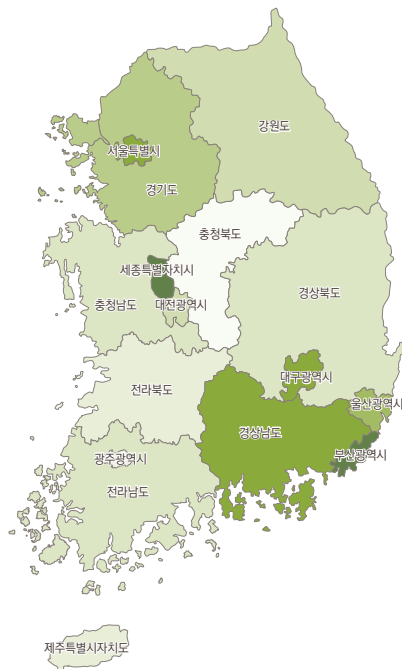 강원도
서울특별시
경기도
충청북도
세종특별자치시
경상북도
충청남도
대전광역시
대구광역시
전라북도
울산광역시
경상남도
부산광역시
광주광역시
전라남도
제주특별시자치도